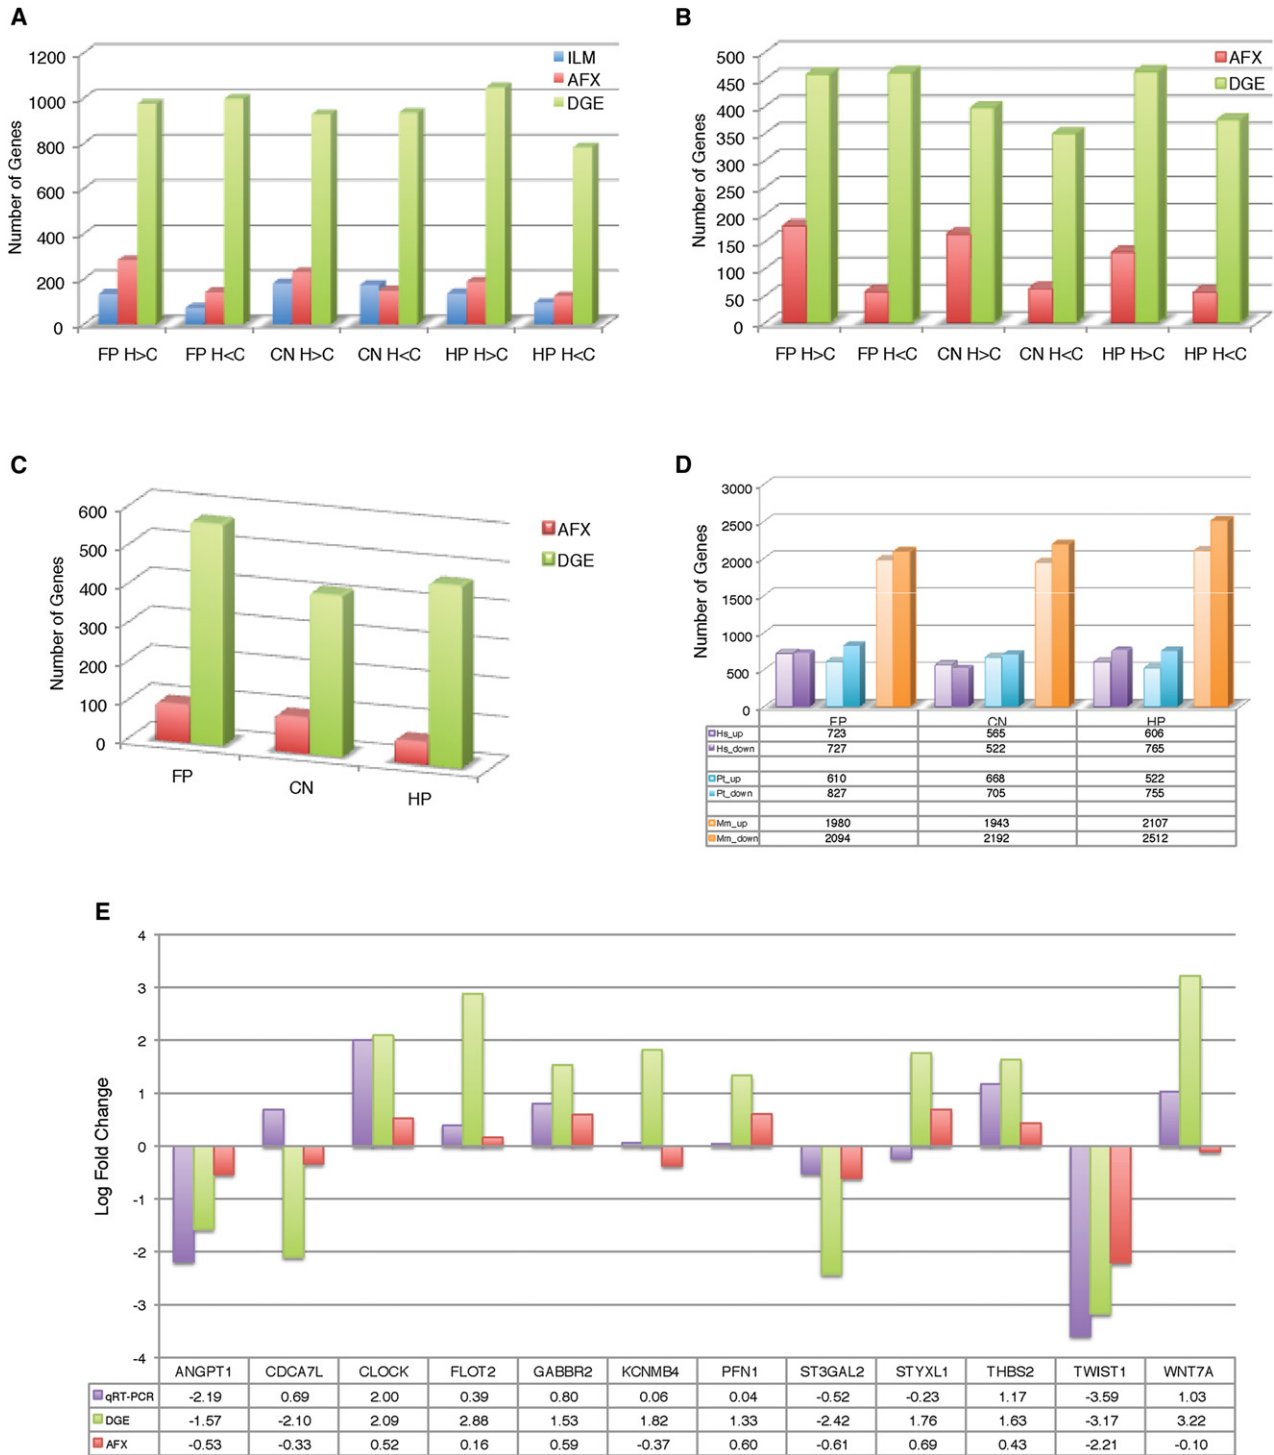 A
1200
1000
800
600
400
200
0
Number of Genes
ILM
AFX
DGE
FP H>C FP H<C CN H>C CN H<C HP H>C HP H<C
B
500
450
400
350
300
250
200
150
100
50
0
Number of Genes
AFX
DGE
FP H>C FP H<C CN H>C CN H<C HP H>C HP H<C
C
600
500
400
300
200
100
0
Number of Genes
AFX
DGE
FP CN HP
D
3000
2500
2000
1500
1000
500
0
Number of Genes
FP CN HP
Hs_up 723 565 606
Hs_down 727 522 765
Pt_up 610 668 522
Pt_down 827 705 755
Mm_up 1980 1943 2107
Mm_down 2094 2192 2512
E
4
3
2
1
0
-1
-2
-3
-4
Log Fold Change
ANGPT1 CDCA7L CLOCK FLOT2 GABBR2 KCNMB4 PFN1 ST3GAL2 STYXL1 THBS2 TWIST1 WNT7A
qRT-PCR -2.19 0.69 2.00 0.39 0.80 0.06 0.04 -0.52 -0.23 1.17 -3.59 1.03
DGE -1.57 -2.10 2.09 2.88 1.53 1.82 1.33 -2.42 1.76 1.63 -3.17 3.22
AFX -0.53 -0.33 0.52 0.16 0.59 -0.37 0.60 -0.61 0.69 0.43 -2.21 -0.10